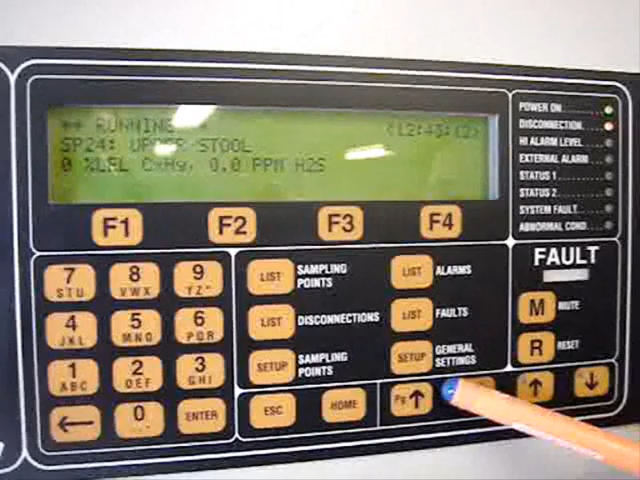 ** RUNNING *
SP24: UPPER STOOL
0 %LFL CxHy, 0.0 PPM H2S
POWER ON
DISCONNECTION
HI ALARM LEVEL
EXTERNAL ALARM
STATUS 1
STATUS 2
SYSTEM FAULT
ABNORMAL COND.
F1 F2 F3 F4
FAULT
7 STU 8 VWX 9 YZ
4 JKL 5 MNO 6 PQR
1 ABC 2 DEF 3 GHI
← 0 ENTER
LIST SAMPLING POINTS
LIST DISCONNECTIONS
SETUP SAMPLING POINTS
LIST ALARMS
LIST FAULTS
SETUP GENERAL SETTINGS
M MUTE
R RESET
ESC HOME Pg ↑ ↑ ↓